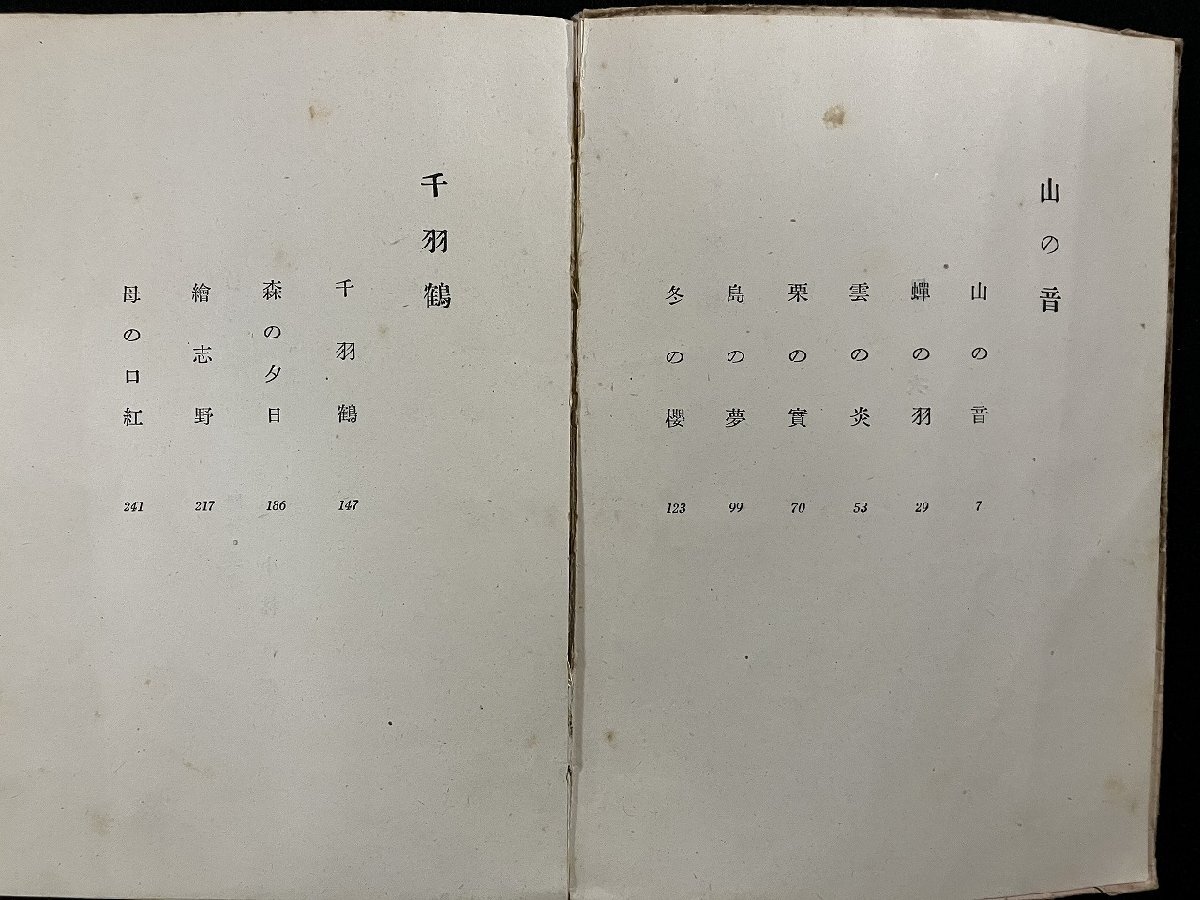 山の音
山の音 7
蟬の羽 29
雲の炎 53
栗の實 70
島の夢 99
冬の櫻 123
千羽鶴
千羽鶴 147
森の夕日 186
繪志野 217
母の口紅 241